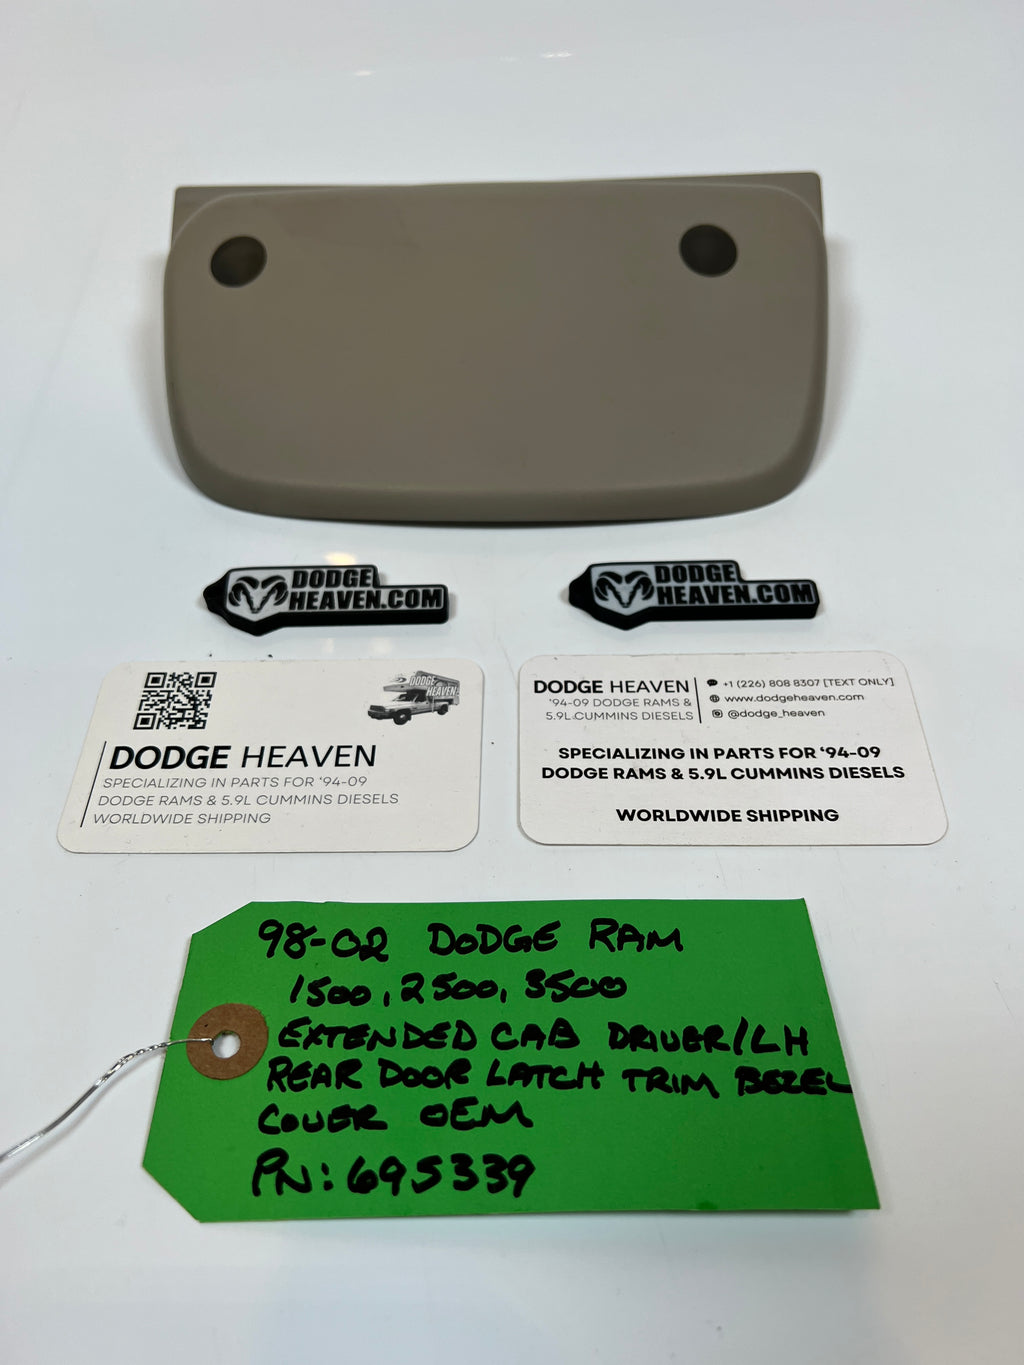 DODGE
HEAVEN.COM
DODGE
HEAVEN.COM
DODGE
HEAVEN
DODGE HEAVEN
SPECIALIZING IN PARTS FOR ‘94-09
DODGE RAMS & 5.9L CUMMINS DIESELS
WORLDWIDE SHIPPING
DODGE HEAVEN
‘94-09 DODGE RAMS &
5.9L CUMMINS DIESELS
+1 (226) 808 8307 [TEXT ONLY]
www.dodgeheaven.com
@dodge_heaven
SPECIALIZING IN PARTS FOR ‘94-09
DODGE RAMS & 5.9L CUMMINS DIESELS
WORLDWIDE SHIPPING
98-02 DODGE RAM
1500, 2500, 3500
EXTENDED CAB DRIVER/LH
REAR DOOR LATCH TRIM BEZEL
COVER OEM
PN: 695339